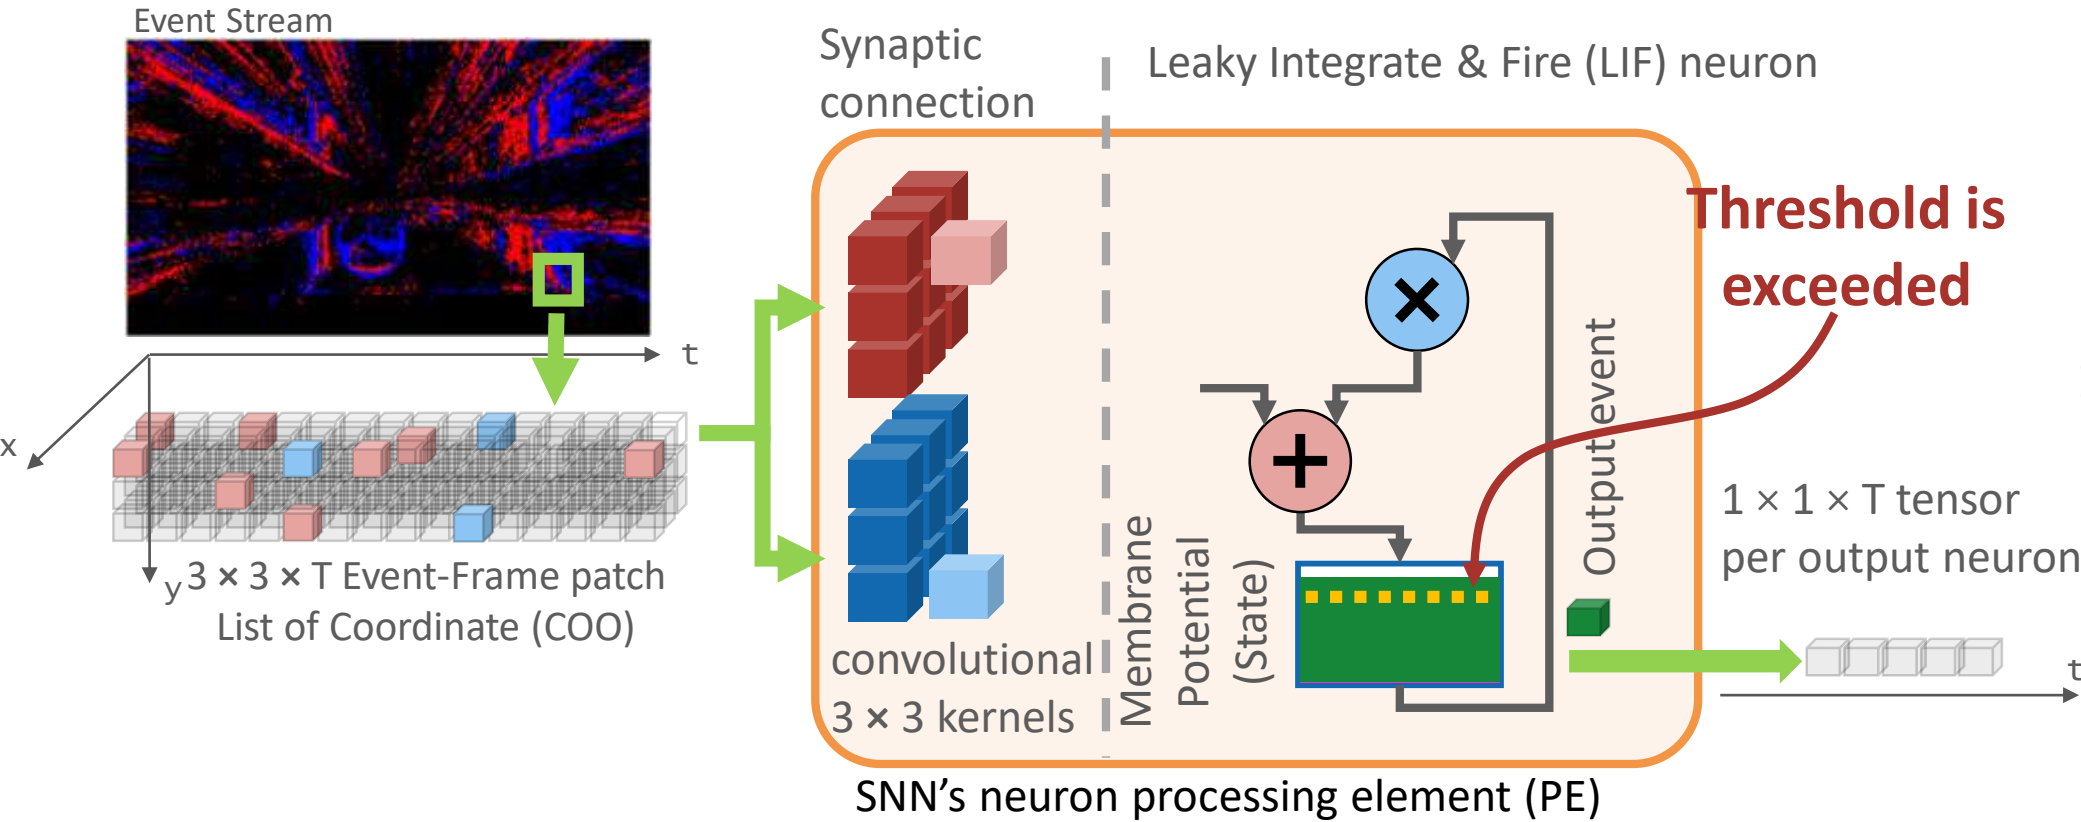 Event Stream
t
x
y
3 × 3 × T Event-Frame patch
List of Coordinate (COO)
Synaptic
connection
Leaky Integrate & Fire (LIF) neuron
convolutional
3 × 3 kernels
Membrane
Potential
(State)
×
+
Output event
Threshold is
exceeded
1 × 1 × T tensor
per output neuron
t
SNN’s neuron processing element (PE)